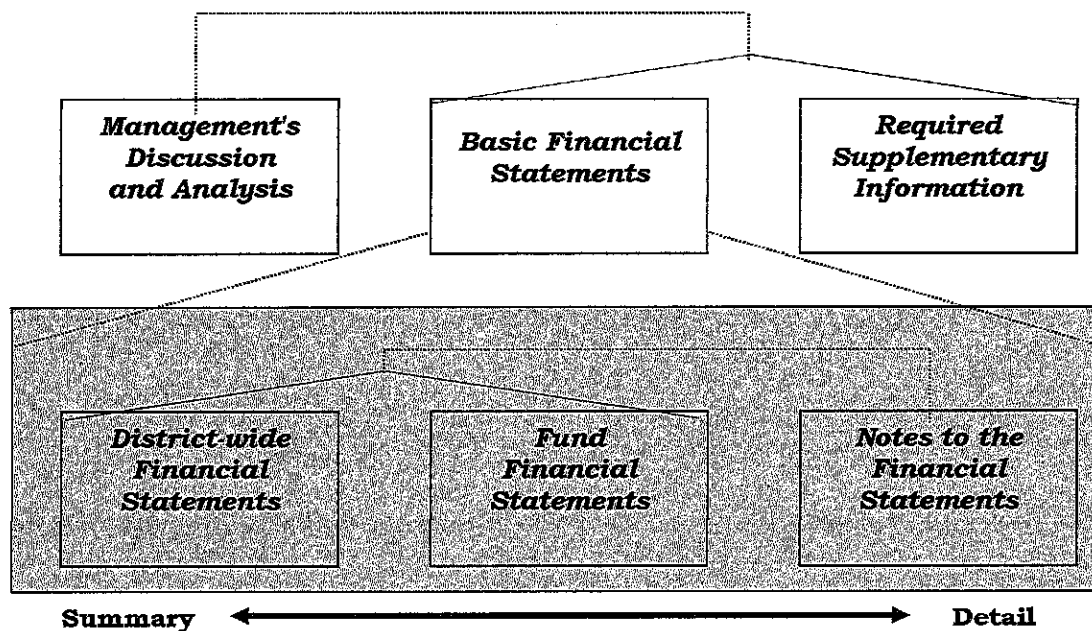 Management's
Discussion
and Analysis
Basic Financial
Statements
Required
Supplementary
Information
District-wide
Financial
Statements
Fund
Financial
Statements
Notes to the
Financial
Statements
Summary
Detail